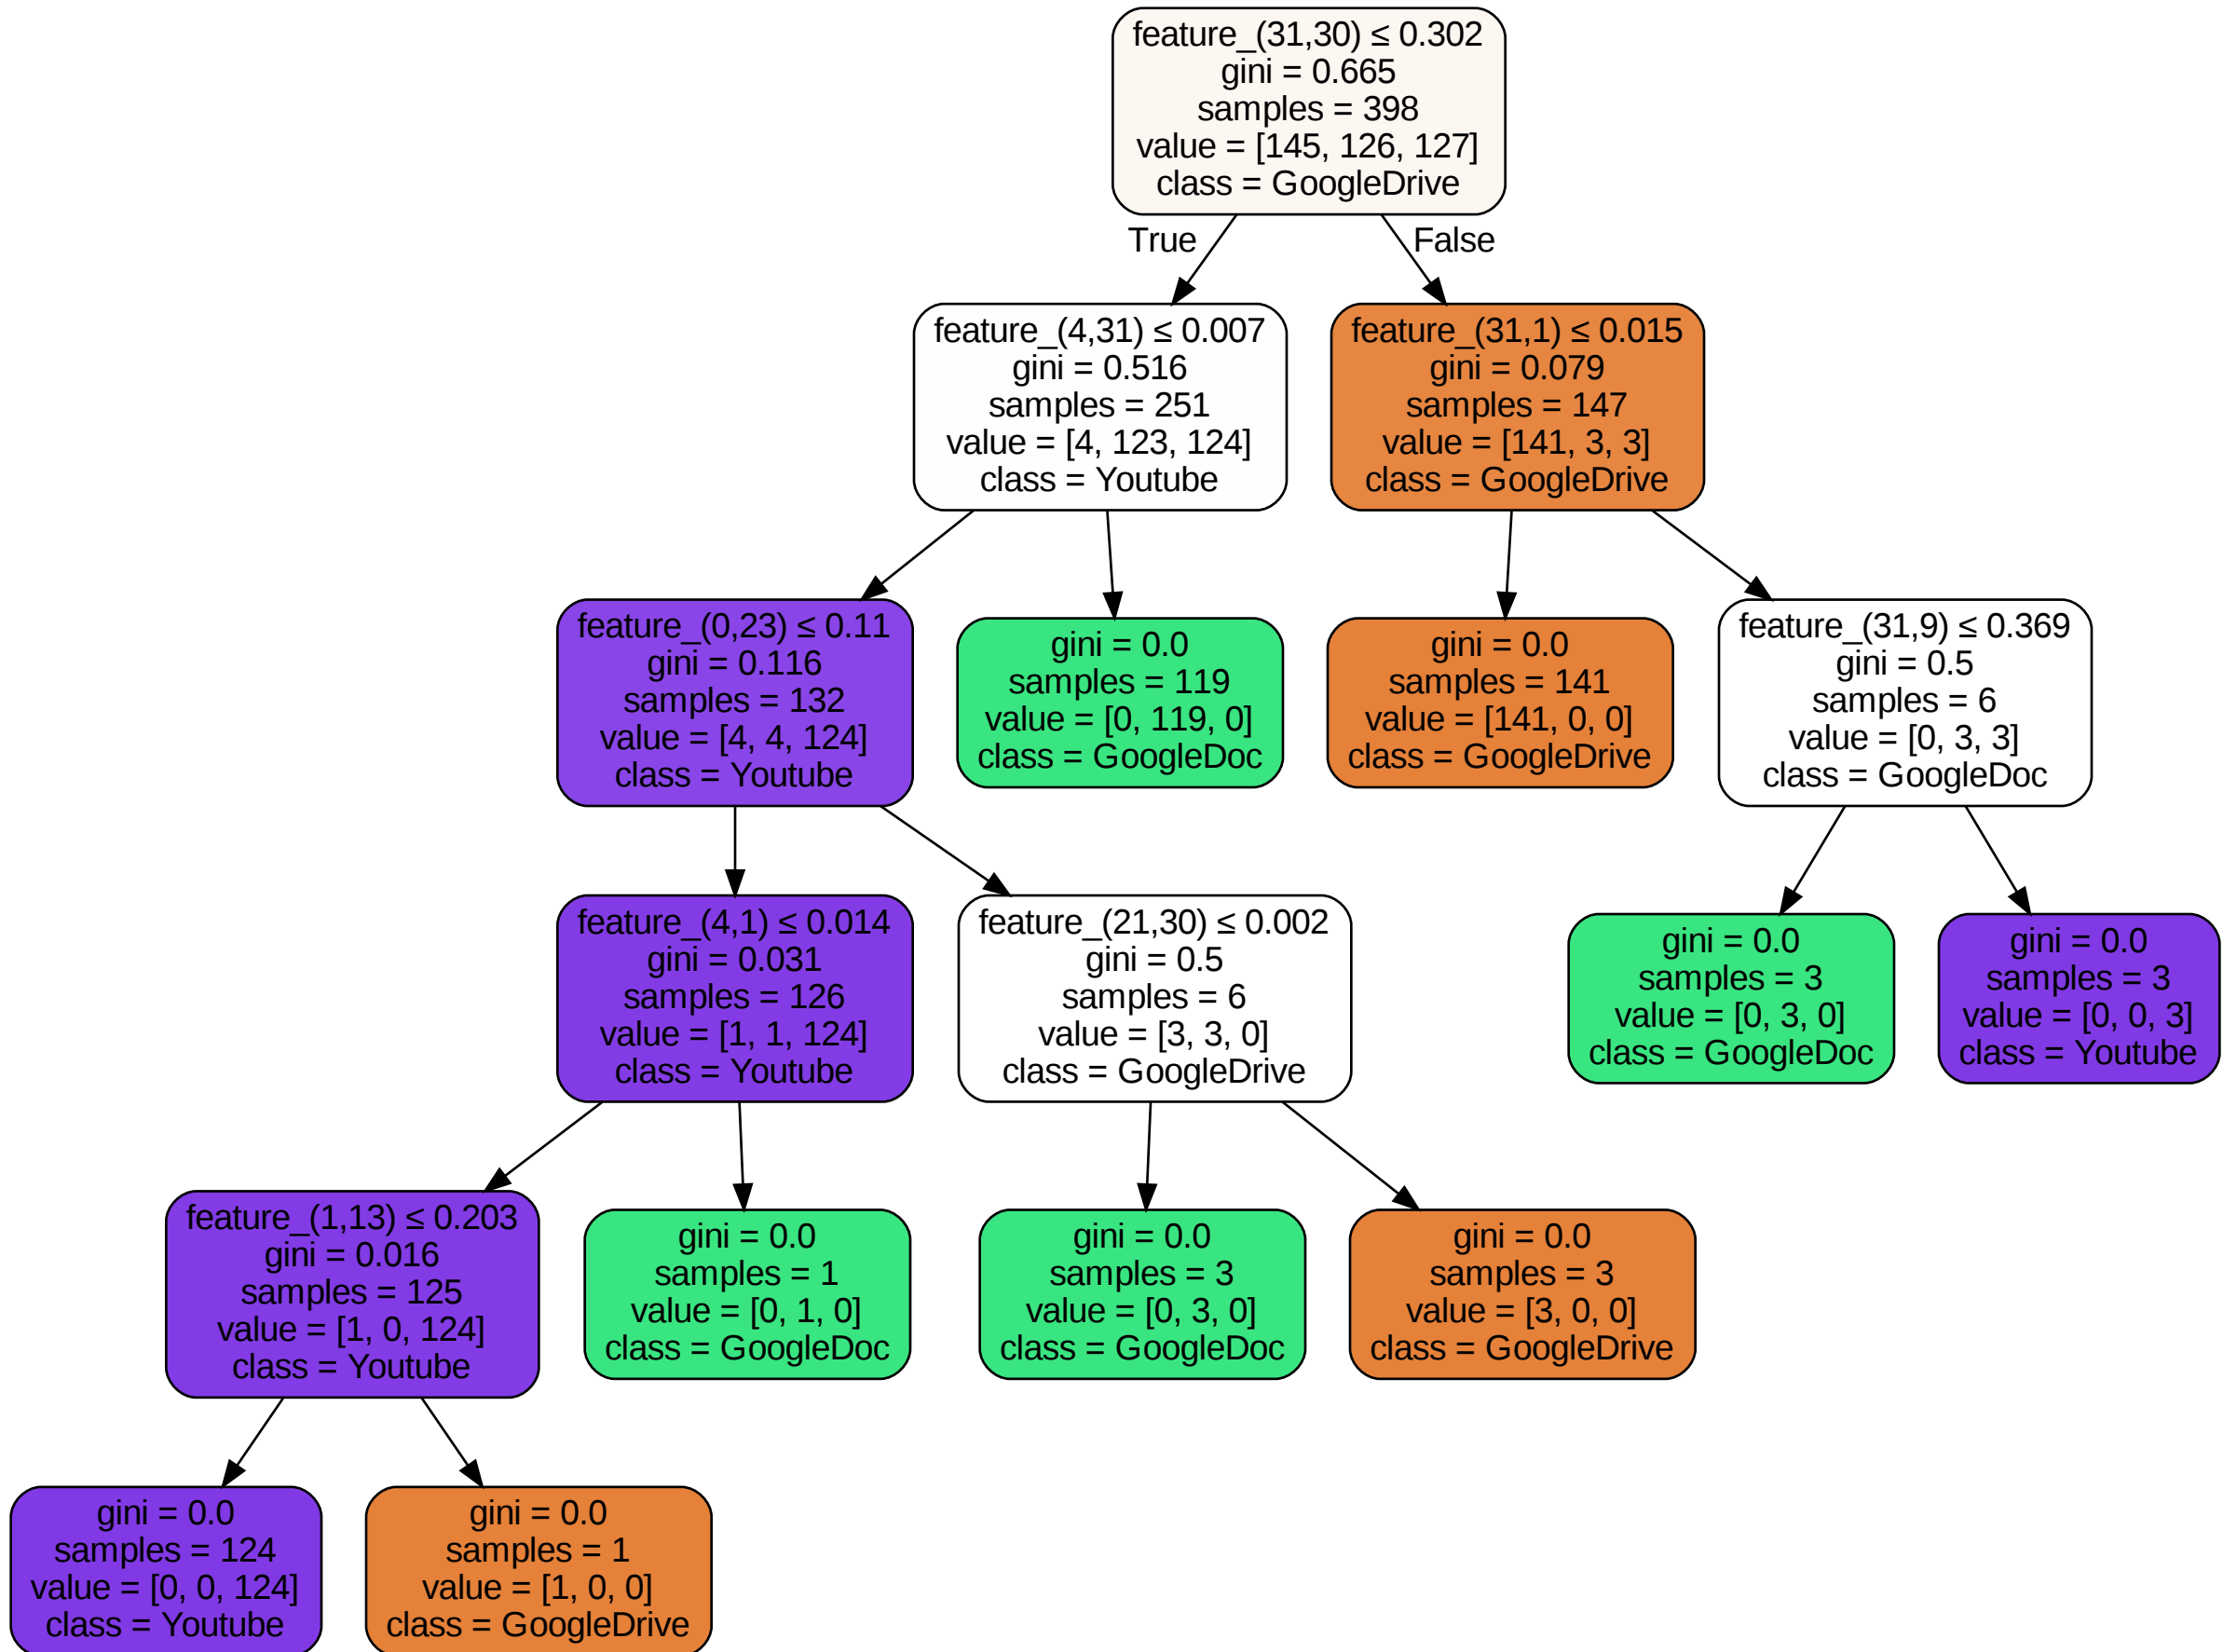 feature_(31,30) ≤ 0.302
gini = 0.665
samples = 398
value = [145, 126, 127]
class = GoogleDrive
True
False
feature_(4,31) ≤ 0.007
gini = 0.516
samples = 251
value = [4, 123, 124]
class = Youtube
feature_(31,1) ≤ 0.015
gini = 0.079
samples = 147
value = [141, 3, 3]
class = GoogleDrive
feature_(0,23) ≤ 0.11
gini = 0.116
samples = 132
value = [4, 4, 124]
class = Youtube
gini = 0.0
samples = 119
value = [0, 119, 0]
class = GoogleDoc
gini = 0.0
samples = 141
value = [141, 0, 0]
class = GoogleDrive
feature_(31,9) ≤ 0.369
gini = 0.5
samples = 6
value = [0, 3, 3]
class = GoogleDoc
feature_(4,1) ≤ 0.014
gini = 0.031
samples = 126
value = [1, 1, 124]
class = Youtube
feature_(21,30) ≤ 0.002
gini = 0.5
samples = 6
value = [3, 3, 0]
class = GoogleDrive
gini = 0.0
samples = 3
value = [0, 3, 0]
class = GoogleDoc
gini = 0.0
samples = 3
value = [0, 0, 3]
class = Youtube
feature_(1,13) ≤ 0.203
gini = 0.016
samples = 125
value = [1, 0, 124]
class = Youtube
gini = 0.0
samples = 1
value = [0, 1, 0]
class = GoogleDoc
gini = 0.0
samples = 3
value = [0, 3, 0]
class = GoogleDoc
gini = 0.0
samples = 3
value = [3, 0, 0]
class = GoogleDrive
gini = 0.0
samples = 124
value = [0, 0, 124]
class = Youtube
gini = 0.0
samples = 1
value = [1, 0, 0]
class = GoogleDrive